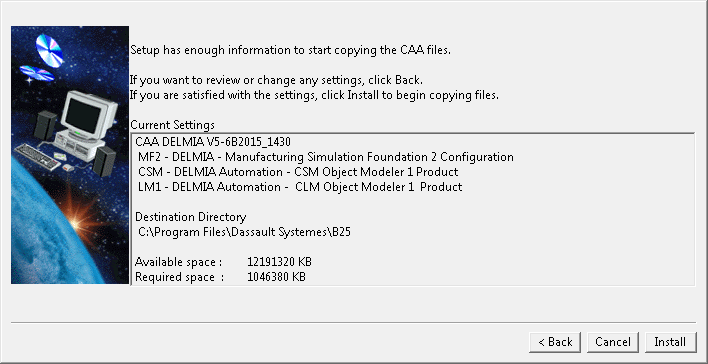 Setup has enough information to start copying the CAA files.
If you want to review or change any settings, click Back.
If you are satisfied with the settings, click Install to begin copying files.
Current Settings
CAA DELMIA V5-6B2015_1430
MF2 - DELMIA - Manufacturing Simulation Foundation 2 Configuration
CSM - DELMIA Automation - CSM Object Modeler 1 Product
LM1 - DELMIA Automation - CLM Object Modeler 1 Product
Destination Directory
C:\Program Files\Dassault Systemes\B25
Available space : 12191320 KB
Required space : 1046380 KB
< Back Cancel Install